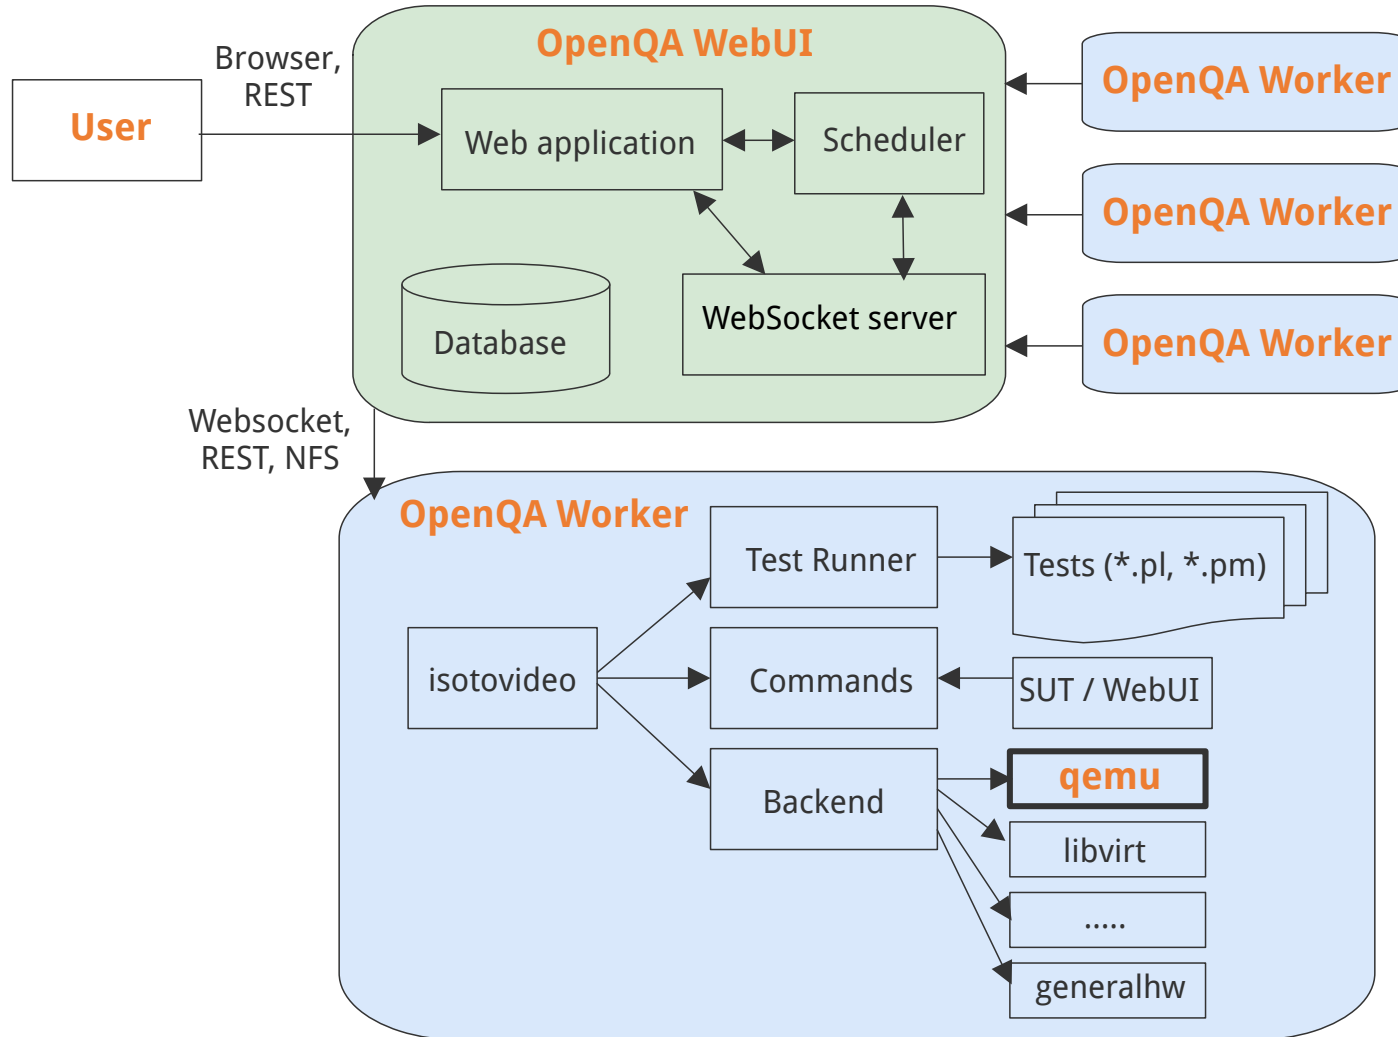 OpenQA WebUI
Browser,
REST
User
Web application
Scheduler
WebSocket server
Database
OpenQA Worker
OpenQA Worker
OpenQA Worker
Websocket,
REST, NFS
OpenQA Worker
Test Runner
Tests (*.pl, *.pm)
isotovideo
Commands
SUT / WebUI
Backend
qemu
libvirt
.....
generalhw